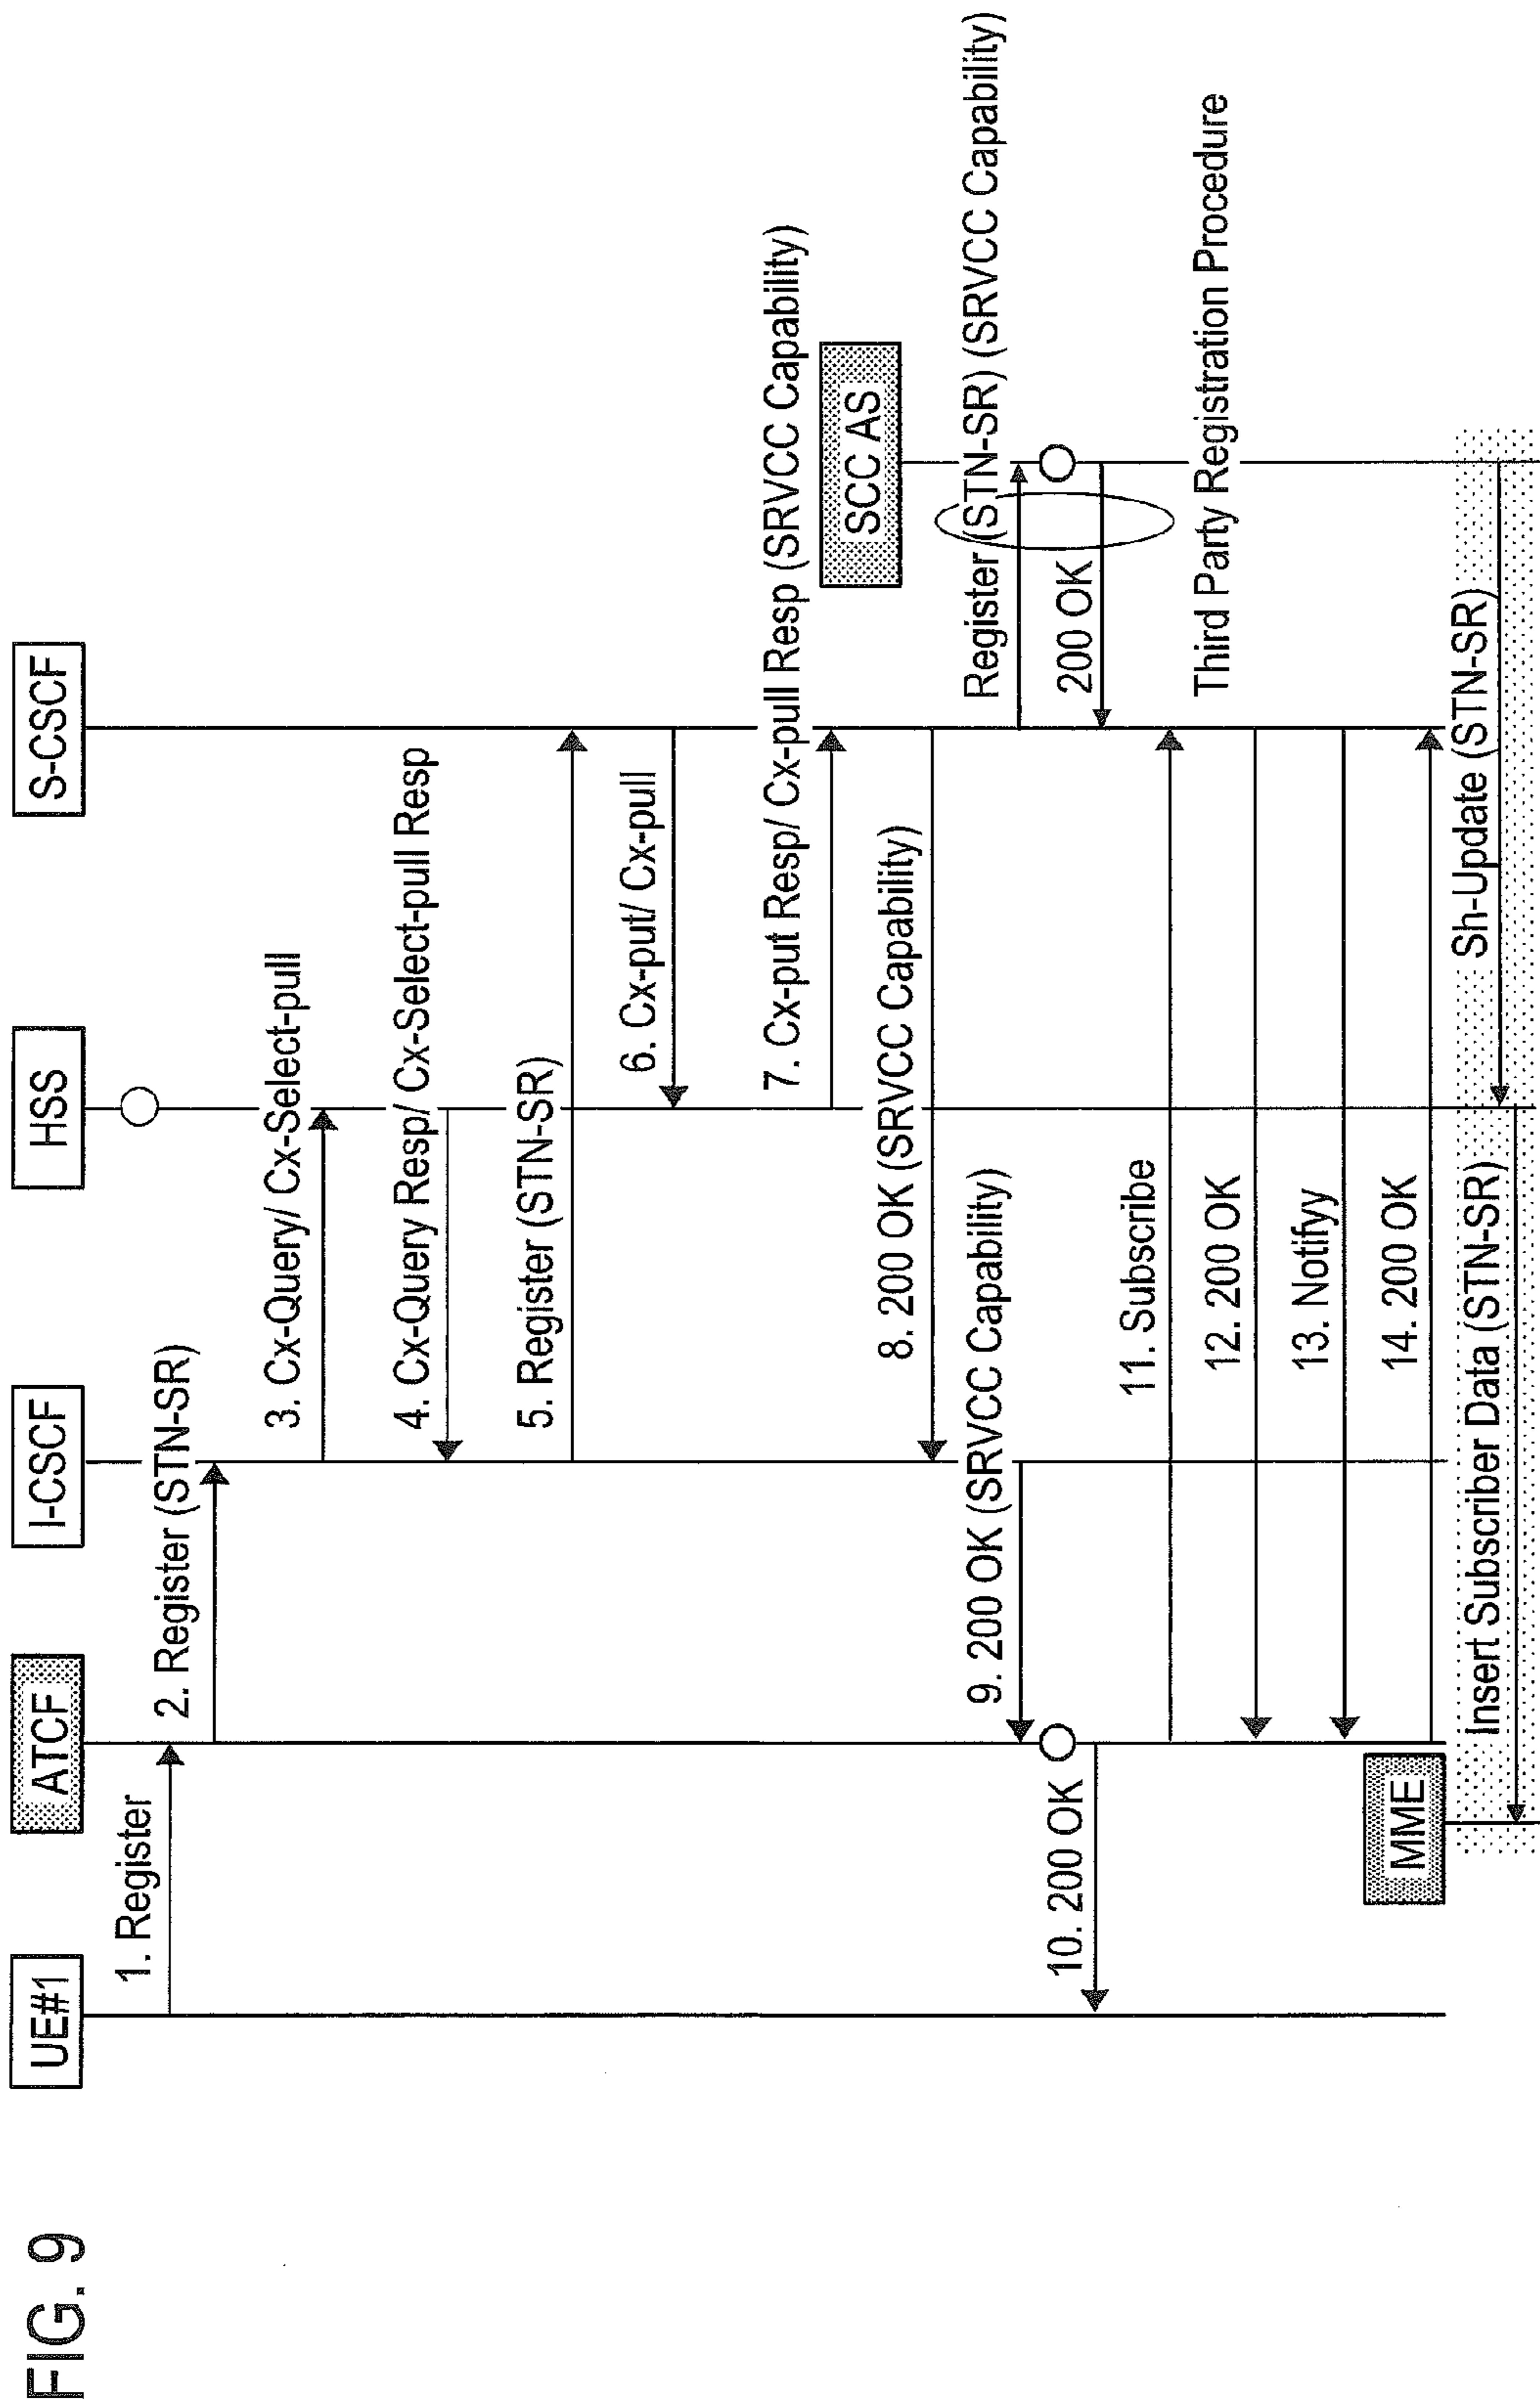 FIG. 9
UE#1
ATCF
I-CSCF
HSS
S-CSCF
1. Register
2. Register (STN-SR)
3. Cx-Query/ Cx-Select-pull
4. Cx-Query Resp/ Cx-Select-pull Resp
5. Register (STN-SR)
6. Cx-put/ Cx-pull
7. Cx-put Resp/ Cx-pull Resp (SRVCC Capability)
SCC AS
8. 200 OK (SRVCC Capability)
9. 200 OK (SRVCC Capability)
Register (STN-SR) (SRVCC Capability)
10. 200 OK
200 OK
11. Subscribe
Third Party Registration Procedure
12. 200 OK
13. Notifyy
14. 200 OK
MME
Insert Subscriber Data (STN-SR)
Sh-Update (STN-SR)